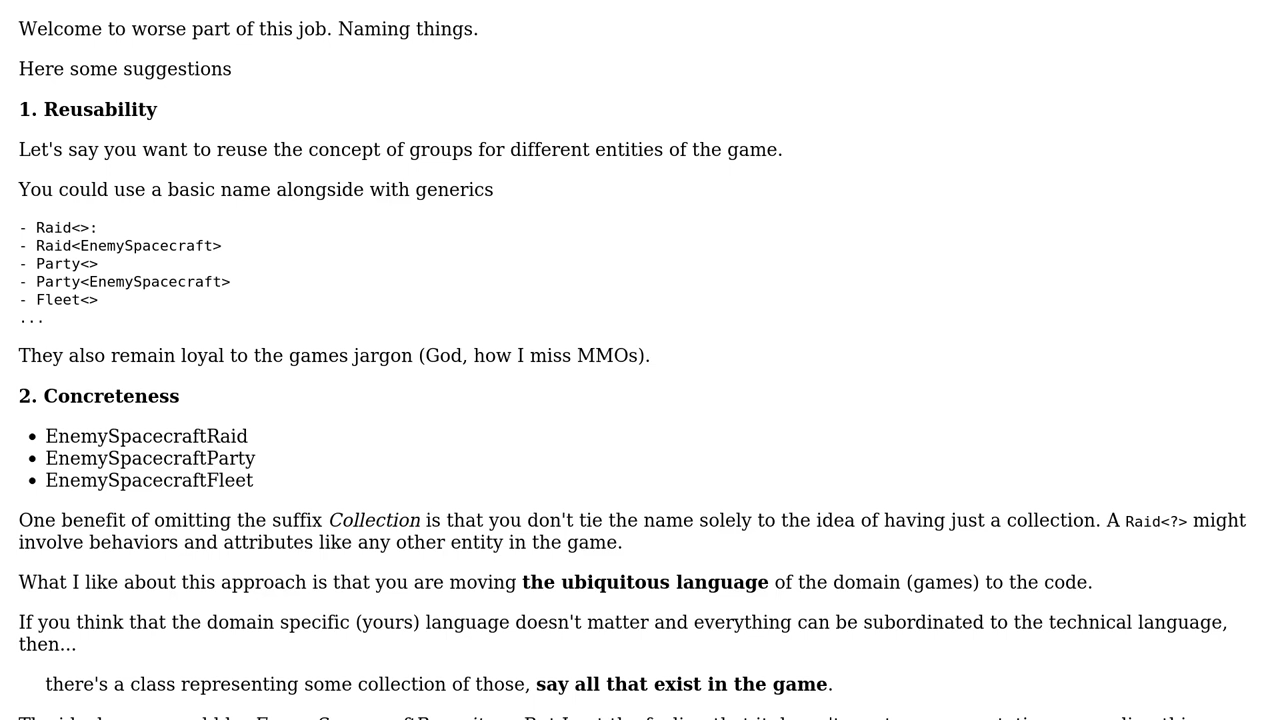 Welcome to worse part of this job. Naming things.
Here some suggestions
1. Reusability
Let's say you want to reuse the concept of groups for different entities of the game.
You could use a basic name alongside with generics
- Raid<>:
- Raid<EnemySpacecraft>
- Party<>
- Party<EnemySpacecraft>
- Fleet<>
...
They also remain loyal to the games jargon (God, how I miss MMOs).
2. Concreteness
• EnemySpacecraftRaid
• EnemySpacecraftParty
• EnemySpacecraftFleet
One benefit of omitting the suffix Collection is that you don't tie the name solely to the idea of having just a collection. A Raid<?> might
involve behaviors and attributes like any other entity in the game.
What I like about this approach is that you are moving the ubiquitous language of the domain (games) to the code.
If you think that the domain specific (yours) language doesn't matter and everything can be subordinated to the technical language,
then...
there's a class representing some collection of those, say all that exist in the game.